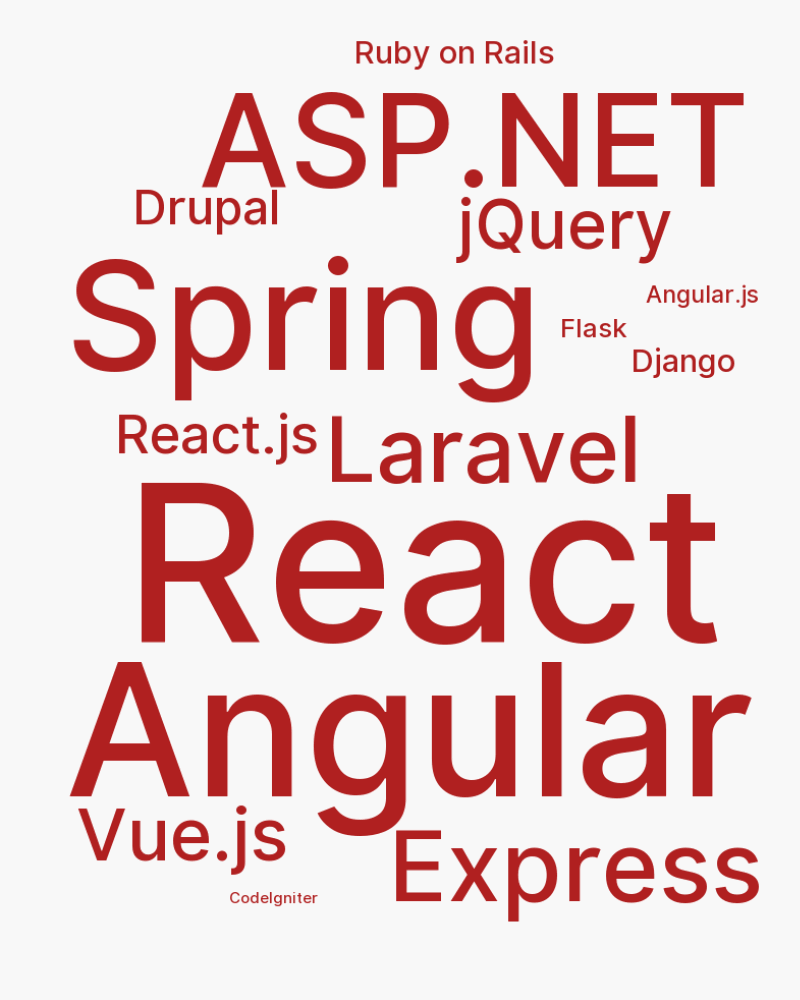 Ruby on Rails
ASP.NET
Drupal
jQuery
Spring
Angular.js
Flask
Django
React.js
Laravel
React
Angular
Vue.js
Express
CodeIgniter